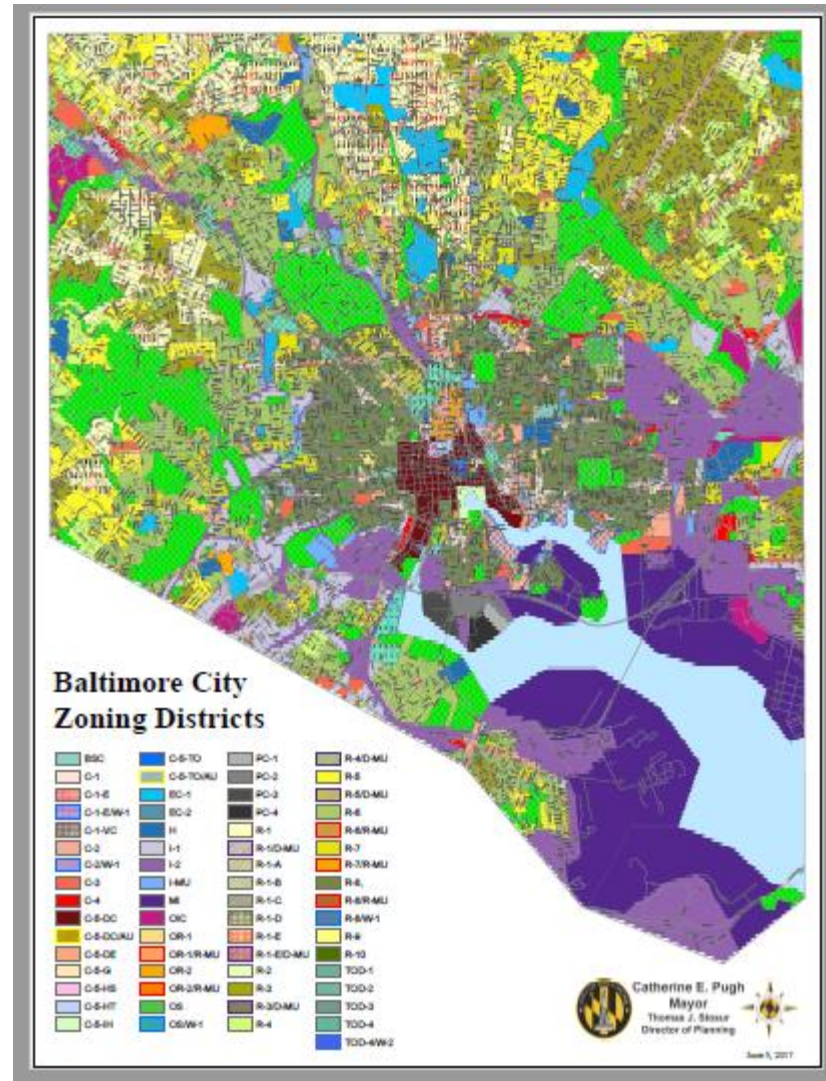 Baltimore City
Zoning Districts
BSC
C-1
C-1-E
C-1-E/W-1
C-1-VC
C-2
C-2/W-1
C-3
C-4
C-5-DC
C-5-DC/AU
C-5-DE
C-5-G
C-5-HS
C-5-HT
C-5-IH
C-5-TO
C-5-TO/AU
EC-1
EC-2
H
I-1
I-2
I-MU
MI
OIC
OR-1
OR-1/R-MU
OR-2
OR-2/R-MU
OS
OS/W-1
PC-1
PC-2
PC-3
PC-4
R-1
R-1/D-MU
R-1-A
R-1-B
R-1-C
R-1-D
R-1-E
R-1-E/D-MU
R-2
R-3
R-3/D-MU
R-4
R-4/D-MU
R-5
R-5/D-MU
R-6
R-6/R-MU
R-7
R-7/R-MU
R-8,
R-8/R-MU
R-8/W-1
R-9
R-10
TOD-1
TOD-2
TOD-3
TOD-4
TOD-4/W-2
Catherine E. Pugh
Mayor
Thomas J. Stosur
Director of Planning
June 5, 2017